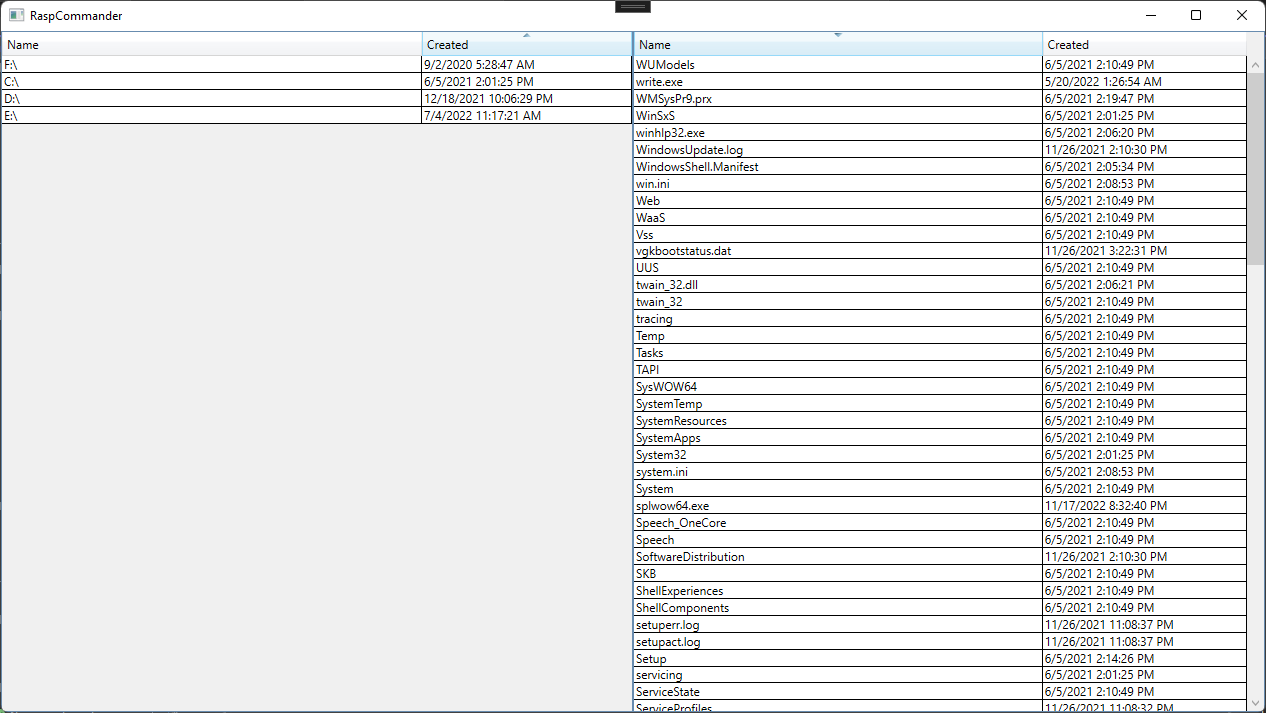 RaspCommander
Name Created
F:\ 9/2/2020 5:28:47 AM
C:\ 6/5/2021 2:01:25 PM
D:\ 12/18/2021 10:06:29 PM
E:\ 7/4/2022 11:17:21 AM
Name Created
WUModels 6/5/2021 2:10:49 PM
write.exe 5/20/2022 1:26:54 AM
WMSysPr9.prx 6/5/2021 2:19:47 PM
WinSxS 6/5/2021 2:01:25 PM
winhlp32.exe 6/5/2021 2:06:20 PM
WindowsUpdate.log 11/26/2021 2:10:30 PM
WindowsShell.Manifest 6/5/2021 2:05:34 PM
win.ini 6/5/2021 2:08:53 PM
Web 6/5/2021 2:10:49 PM
WaaS 6/5/2021 2:10:49 PM
Vss 6/5/2021 2:10:49 PM
vgkbootstatus.dat 11/26/2021 3:22:31 PM
UUS 6/5/2021 2:10:49 PM
twain_32.dll 6/5/2021 2:06:21 PM
twain_32 6/5/2021 2:10:49 PM
tracing 6/5/2021 2:10:49 PM
Temp 6/5/2021 2:10:49 PM
Tasks 6/5/2021 2:10:49 PM
TAPI 6/5/2021 2:10:49 PM
SysWOW64 6/5/2021 2:10:49 PM
SystemTemp 6/5/2021 2:10:49 PM
SystemResources 6/5/2021 2:10:49 PM
SystemApps 6/5/2021 2:10:49 PM
System32 6/5/2021 2:01:25 PM
system.ini 6/5/2021 2:08:53 PM
System 6/5/2021 2:10:49 PM
splwow64.exe 11/17/2022 8:32:40 PM
Speech_OneCore 6/5/2021 2:10:49 PM
Speech 6/5/2021 2:10:49 PM
SoftwareDistribution 11/26/2021 2:10:30 PM
SKB 6/5/2021 2:10:49 PM
ShellExperiences 6/5/2021 2:10:49 PM
ShellComponents 6/5/2021 2:10:49 PM
setuperr.log 11/26/2021 11:08:37 PM
setupact.log 11/26/2021 11:08:37 PM
Setup 6/5/2021 2:14:26 PM
servicing 6/5/2021 2:01:25 PM
ServiceState 6/5/2021 2:10:49 PM
ServiceProfiles 11/26/2021 11:08:32 PM